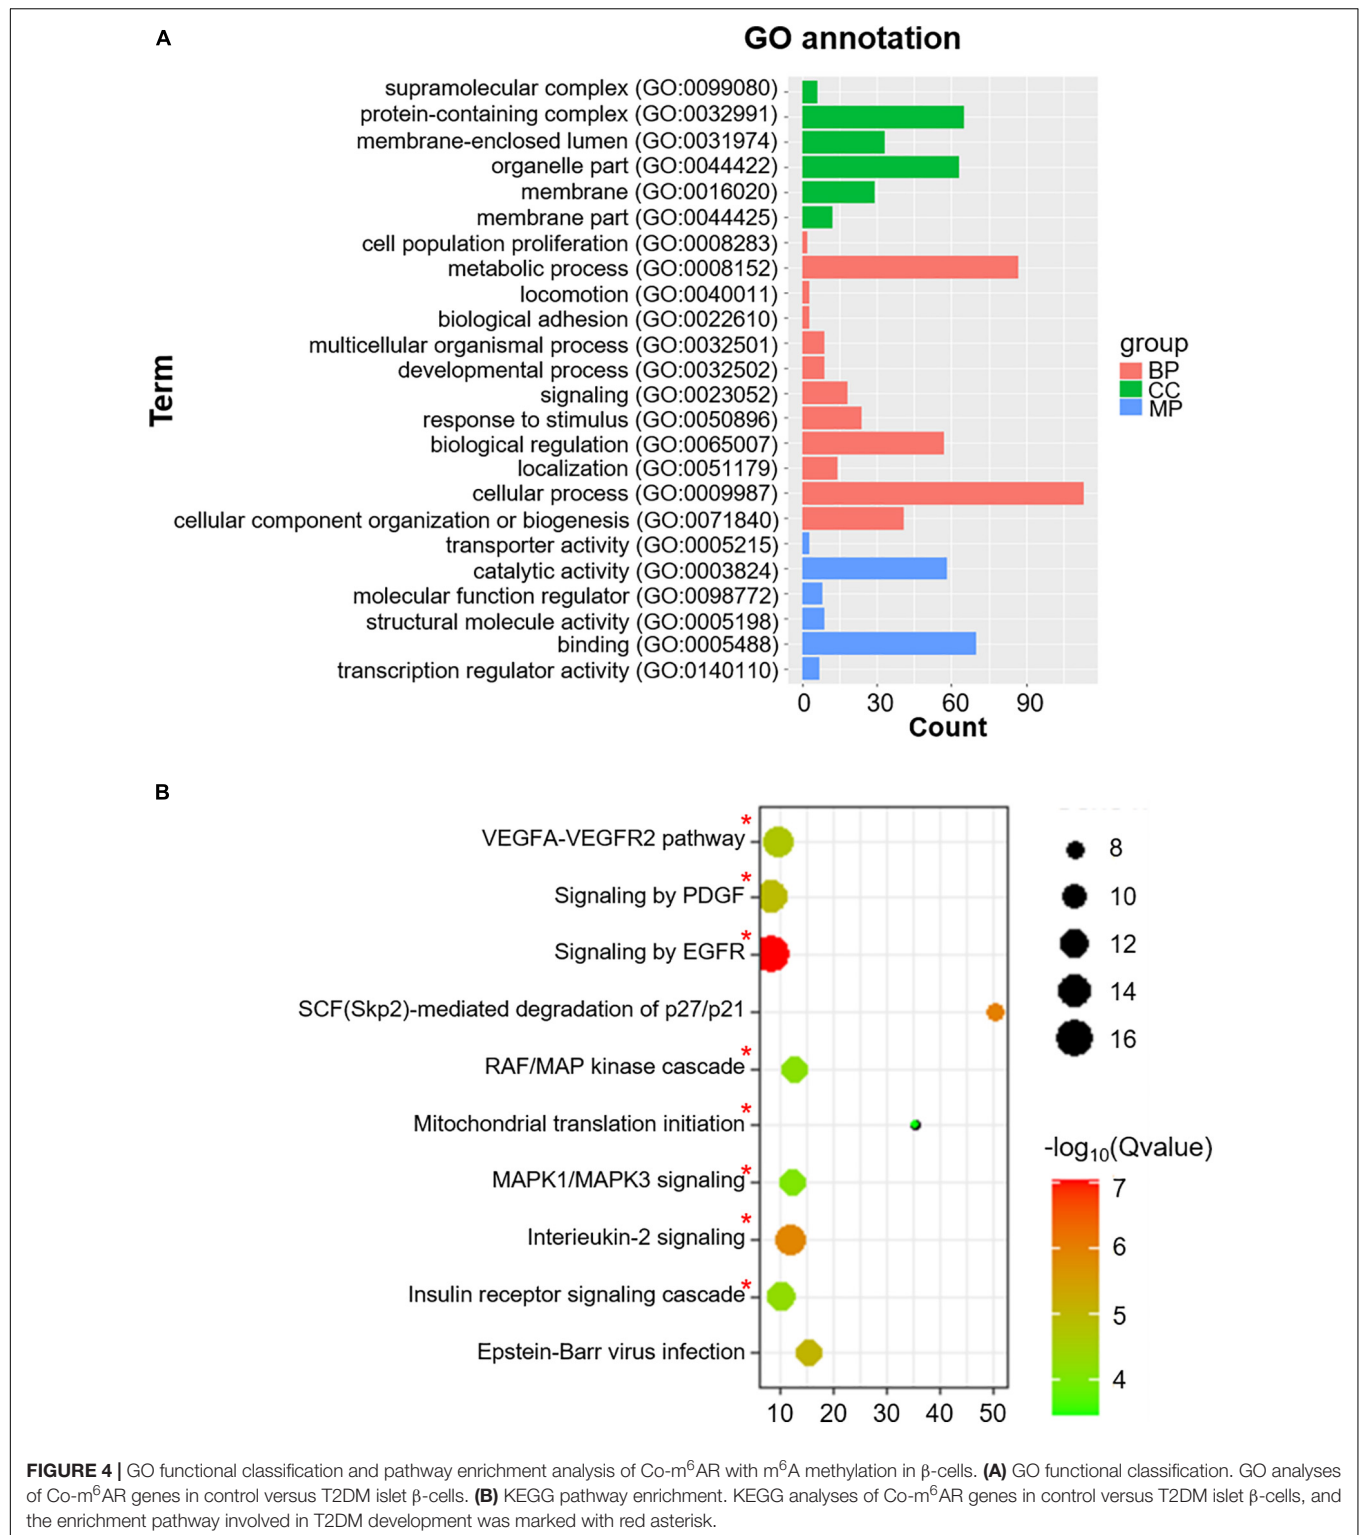 A
GO annotation
supramolecular complex (GO:0099080)
protein-containing complex (GO:0032991)
membrane-enclosed lumen (GO:0031974)
organelle part (GO:0044422)
membrane (GO:0016020)
membrane part (GO:0044425)
cell population proliferation (GO:0008283)
metabolic process (GO:0008152)
locomotion (GO:0040011)
biological adhesion (GO:0022610)
multicellular organismal process (GO:0032501)
developmental process (GO:0032502)
signaling (GO:0023052)
response to stimulus (GO:0050896)
biological regulation (GO:0065007)
localization (GO:0051179)
cellular process (GO:0009987)
cellular component organization or biogenesis (GO:0071840)
transporter activity (GO:0005215)
catalytic activity (GO:0003824)
molecular function regulator (GO:0098772)
structural molecule activity (GO:0005198)
binding (GO:0005488)
transcription regulator activity (GO:0140110)
Term
0 30 60 90
Count
group
BP
CC
MP
B
VEGFA-VEGFR2 pathway*
Signaling by PDGF*
Signaling by EGFR*
SCF(Skp2)-mediated degradation of p27/p21
RAF/MAP kinase cascade*
Mitochondrial translation initiation*
MAPK1/MAPK3 signaling*
Interieukin-2 signaling*
Insulin receptor signaling cascade*
Epstein-Barr virus infection
10 20 30 40 50
8
10
12
14
16
-log₁₀(Qvalue)
7
6
5
4
FIGURE 4 | GO functional classification and pathway enrichment analysis of Co-m⁶AR with m⁶A methylation in β-cells. (A) GO functional classification. GO analyses
of Co-m⁶AR genes in control versus T2DM islet β-cells. (B) KEGG pathway enrichment. KEGG analyses of Co-m⁶AR genes in control versus T2DM islet β-cells, and
the enrichment pathway involved in T2DM development was marked with red asterisk.